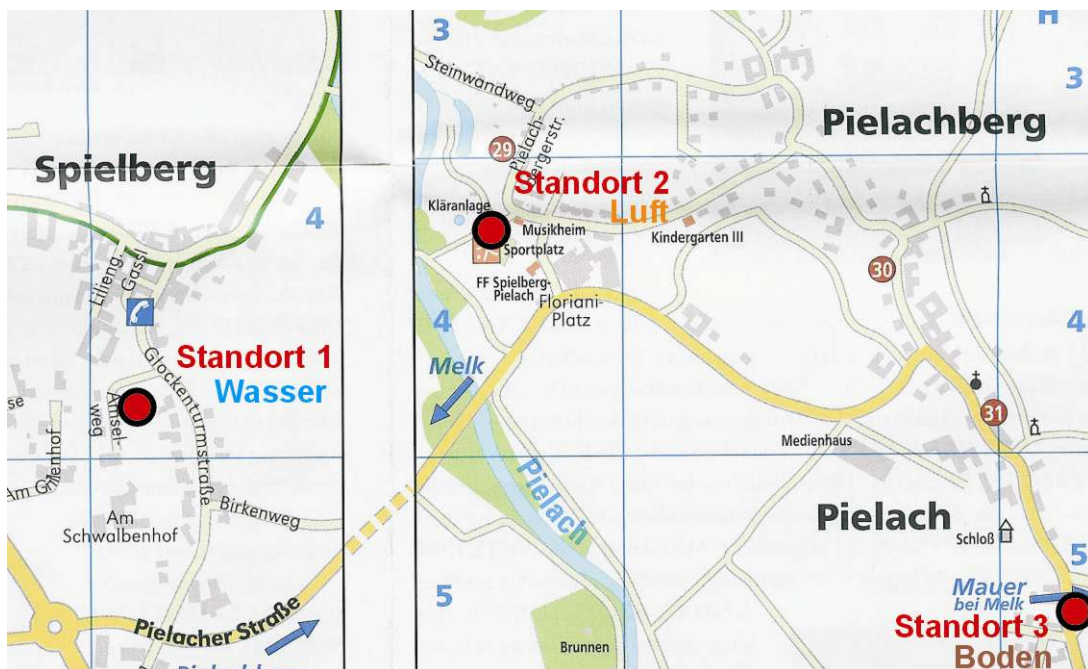 H
3
3
Steinwandweg
Pielach-
bergerstr.
Pielachberg
29
Spielberg
4
Standort 2
Luft
Kläranlage
Musikheim
Sportplatz
Kindergarten III
FF Spielberg-
Pielach
Floriani-
Platz
30
Lilieng.
Gassl
4
4
Standort 1
Wasser
Melk
Glockenturmstraße
Amsel-
weg
31
Medienhaus
Pielach
Am
Schwalbenhof
Birkenweg
Pielach
Schloß
5
5
Mauer
bei Melk
Standort 3
Boden
Pielacher Straße
Brunnen